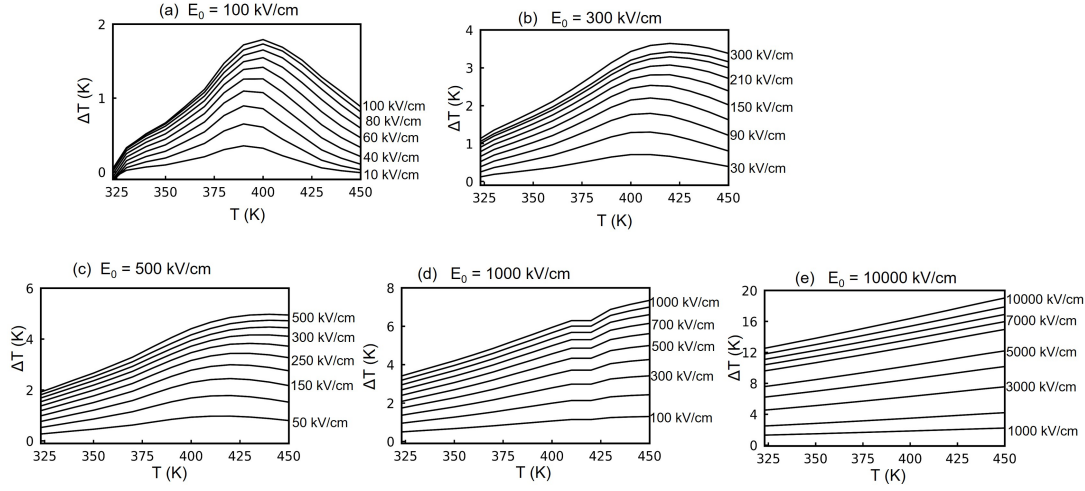 (a) E₀ = 100 kV/cm
2
1
0
ΔT (K)
325 350 375 400 425 450
T (K)
100 kV/cm
80 kV/cm
60 kV/cm
40 kV/cm
10 kV/cm
(b) E₀ = 300 kV/cm
4
3
2
1
0
ΔT (K)
325 350 375 400 425 450
T (K)
300 kV/cm
210 kV/cm
150 kV/cm
90 kV/cm
30 kV/cm
(c) E₀ = 500 kV/cm
6
4
2
0
ΔT (K)
325 350 375 400 425 450
T (K)
500 kV/cm
300 kV/cm
250 kV/cm
150 kV/cm
50 kV/cm
(d) E₀ = 1000 kV/cm
8
6
4
2
0
ΔT (K)
325 350 375 400 425 450
T (K)
1000 kV/cm
700 kV/cm
500 kV/cm
300 kV/cm
100 kV/cm
(e) E₀ = 10000 kV/cm
20
16
12
8
4
0
ΔT (K)
325 350 375 400 425 450
T (K)
10000 kV/cm
7000 kV/cm
5000 kV/cm
3000 kV/cm
1000 kV/cm